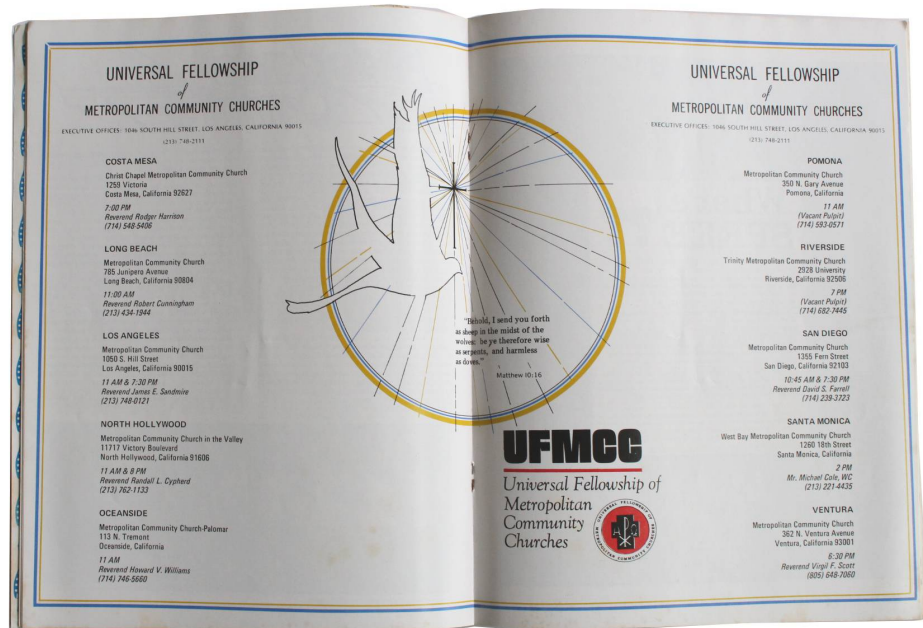 UNIVERSAL FELLOWSHIP
of
METROPOLITAN COMMUNITY CHURCHES
EXECUTIVE OFFICES: 1046 SOUTH HILL STREET, LOS ANGELES, CALIFORNIA 90015
(213) 748-2111
COSTA MESA
Christ Chapel Metropolitan Community Church
1259 Victoria
Costa Mesa, California 92627
7:00 PM
Reverend Rodger Harrison
(714) 548-5406
LONG BEACH
Metropolitan Community Church
785 Junipero Avenue
Long Beach, California 90804
11:00 AM
Reverend Robert Cunningham
(213) 434-1944
LOS ANGELES
Metropolitan Community Church
1050 S. Hill Street
Los Angeles, California 90015
11 AM & 7:30 PM
Reverend James E. Sandmire
(213) 748-0121
NORTH HOLLYWOOD
Metropolitan Community Church in the Valley
11717 Victory Boulevard
North Hollywood, California 91606
11 AM & 8 PM
Reverend Randall L. Cypherd
(213) 762-1133
OCEANSIDE
Metropolitan Community Church-Palomar
113 N. Tremont
Oceanside, California
11 AM
Reverend Howard V. Williams
(714) 746-5660
"Behold, I send you forth
as sheep in the midst of the
wolves: be ye therefore wise
as serpents, and harmless
as doves."
Matthew 10:16
UFMCC
Universal Fellowship of
Metropolitan
Community
Churches
UNIVERSAL FELLOWSHIP OF METROPOLITAN COMMUNITY CHURCHES
UNIVERSAL FELLOWSHIP
of
METROPOLITAN COMMUNITY CHURCHES
EXECUTIVE OFFICES: 1046 SOUTH HILL STREET, LOS ANGELES, CALIFORNIA 90015
(213) 748-2111
POMONA
Metropolitan Community Church
350 N. Gary Avenue
Pomona, California
11 AM
(Vacant Pulpit)
(714) 593-0571
RIVERSIDE
Trinity Metropolitan Community Church
2928 University
Riverside, California 92506
7 PM
(Vacant Pulpit)
(714) 682-7445
SAN DIEGO
Metropolitan Community Church
1355 Fern Street
San Diego, California 92103
10:45 AM & 7:30 PM
Reverend David S. Farrell
(714) 239-3723
SANTA MONICA
West Bay Metropolitan Community Church
1260 18th Street
Santa Monica, California
2 PM
Mr. Michael Cole, WC
(213) 221-4435
VENTURA
Metropolitan Community Church
362 N. Ventura Avenue
Ventura, California 93001
6:30 PM
Reverend Virgil F. Scott
(805) 648-7060